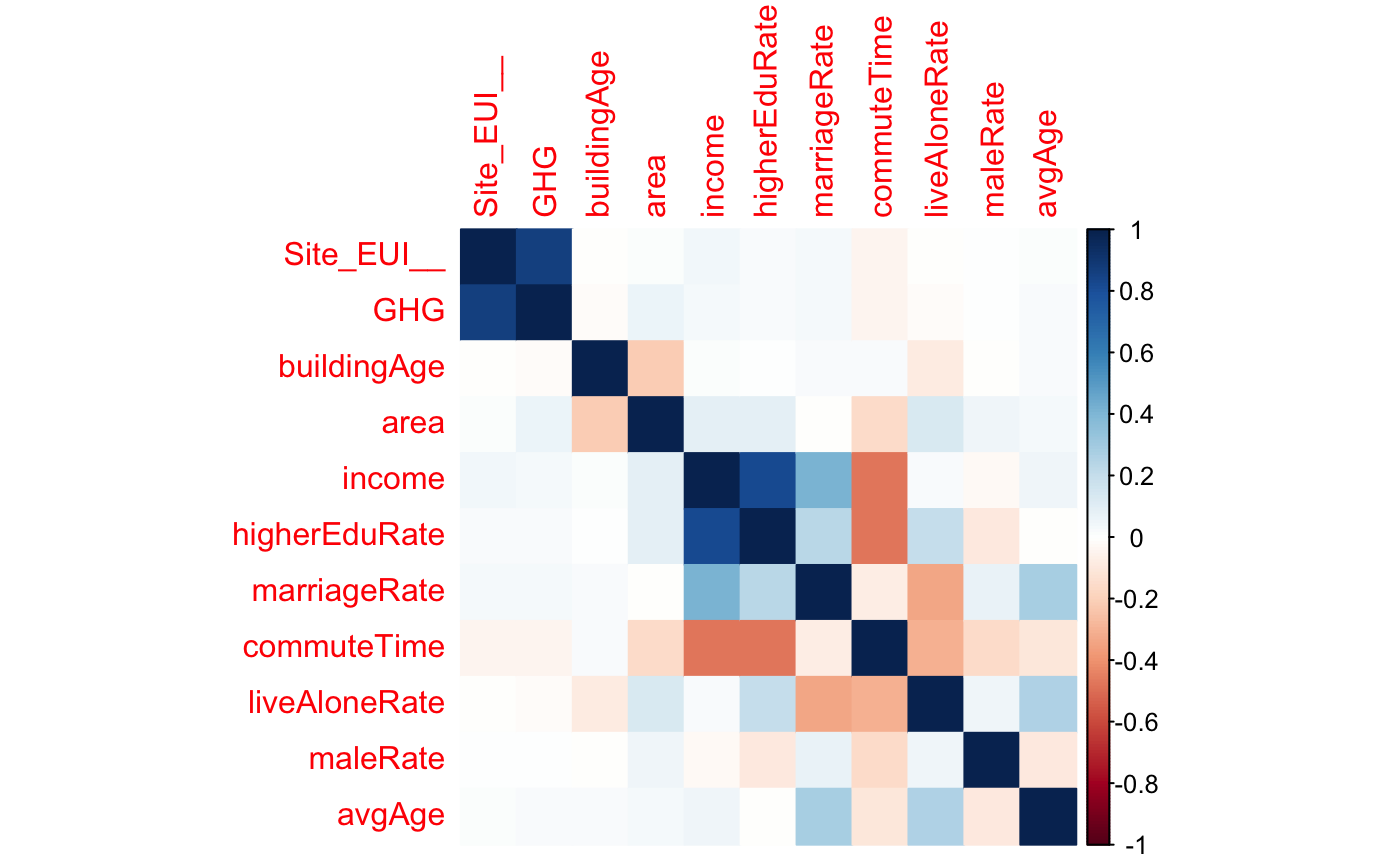 Site_EUI__
GHG
buildingAge
area
income
higherEduRate
marriageRate
commuteTime
liveAloneRate
maleRate
avgAge
Site_EUI__
GHG
buildingAge
area
income
higherEduRate
marriageRate
commuteTime
liveAloneRate
maleRate
avgAge
1
0.8
0.6
0.4
0.2
0
-0.2
-0.4
-0.6
-0.8
-1